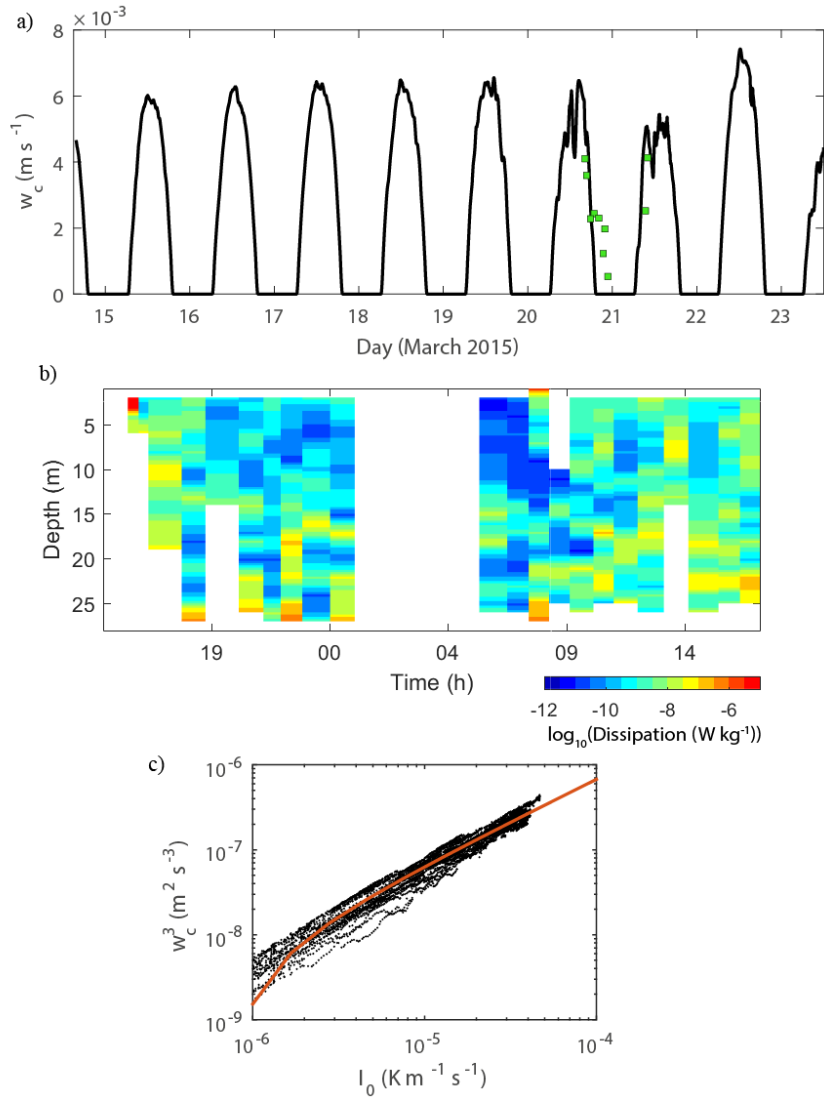 a)
× 10⁻³
8
6
4
2
0
w_c (m s⁻¹)
15 16 17 18 19 20 21 22 23
Day (March 2015)
b)
5
10
15
20
25
Depth (m)
19 00 04 09 14
Time (h)
-12 -10 -8 -6
log₁₀(Dissipation (W kg⁻¹))
c)
10⁻⁶
10⁻⁷
10⁻⁸
10⁻⁹
w_c³ (m² s⁻³)
10⁻⁶ 10⁻⁵ 10⁻⁴
I₀ (K m⁻¹ s⁻¹)